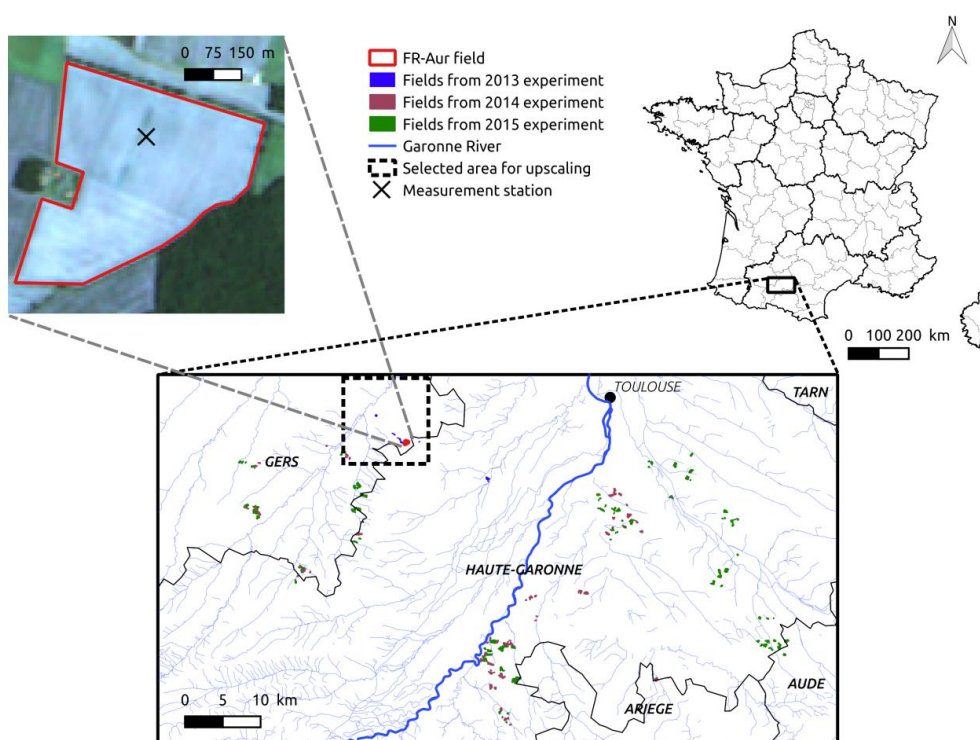 0 75 150 m
FR-Aur field
Fields from 2013 experiment
Fields from 2014 experiment
Fields from 2015 experiment
Garonne River
Selected area for upscaling
Measurement station
N
0 100 200 km
TOULOUSE
TARN
GERS
HAUTE-GARONNE
AUDE
ARIEGE
0 5 10 km